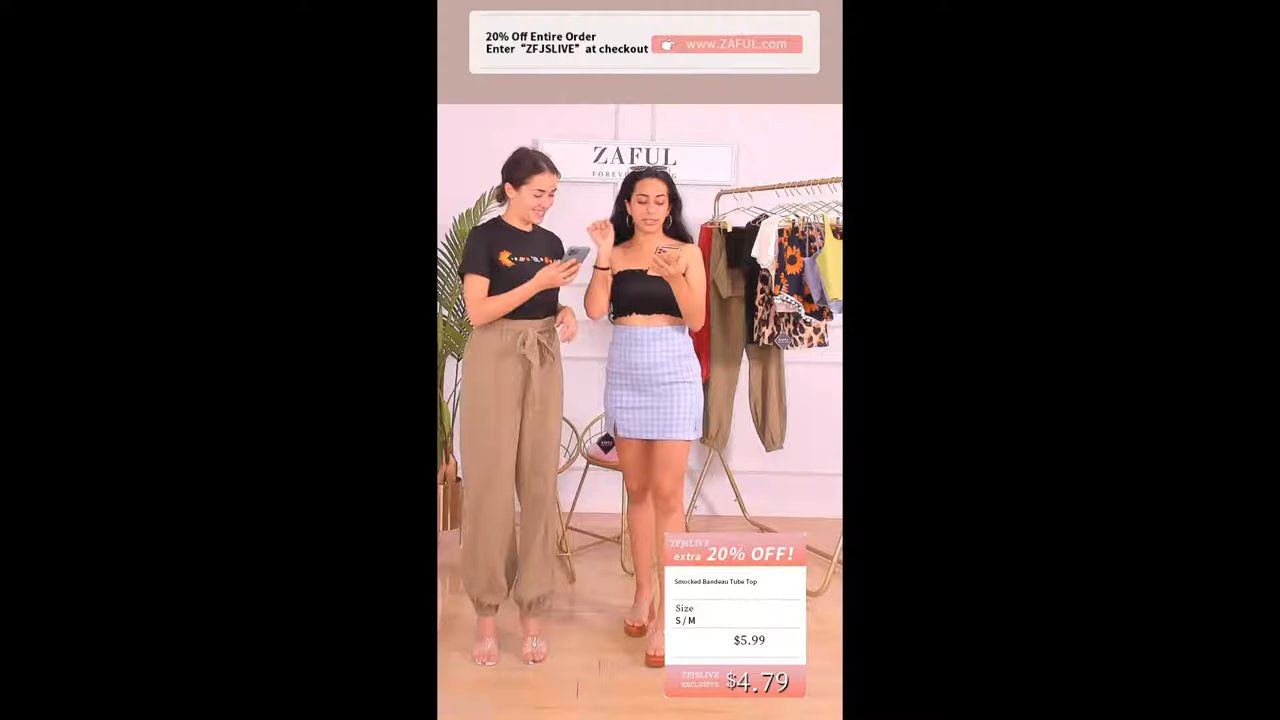 20% Off Entire Order
Enter “ZFJSLIVE” at checkout
www.ZAFUL.com
ZAFUL
ZFJSLIVE
extra 20% OFF!
Smocked Bandeau Tube Top
Size
S / M
$5.99
ZFJSLIVE
EXCLUSIVE
$4.79